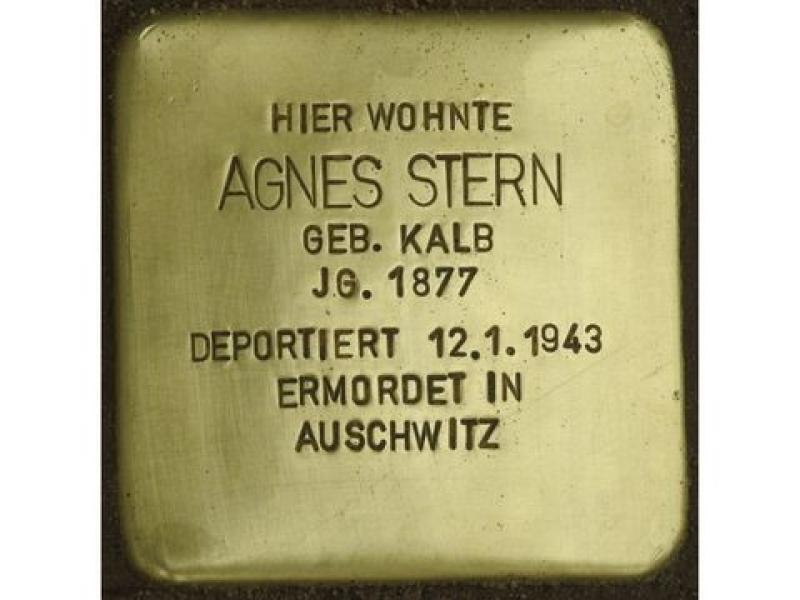 HIER WOHNTE
AGNES STERN
GEB. KALB
JG. 1877
DEPORTIERT 12.1.1943
ERMORDET IN
AUSCHWITZ